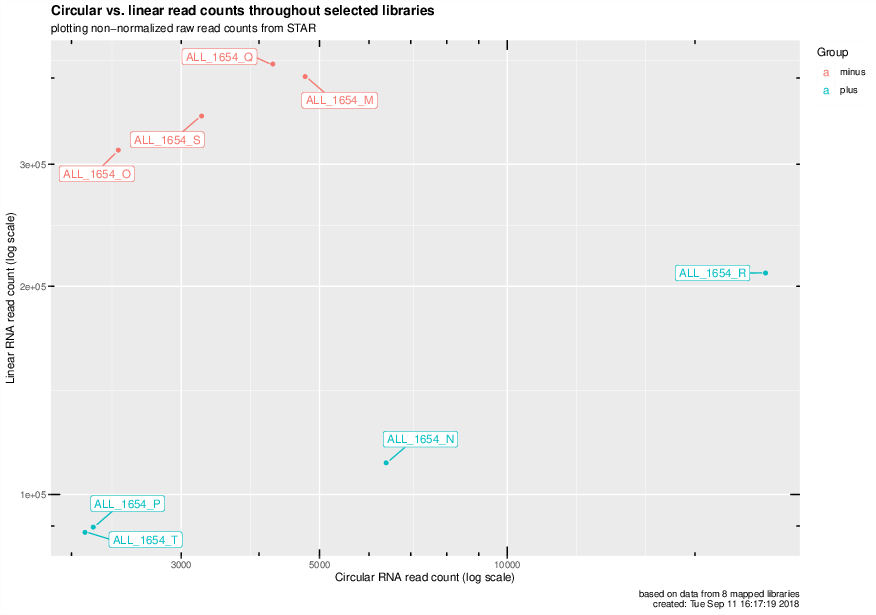 Circular vs. linear read counts throughout selected libraries
plotting non−normalized raw read counts from STAR
ALL_1654_Q
ALL_1654_M
ALL_1654_S
ALL_1654_O
ALL_1654_R
ALL_1654_N
ALL_1654_P
ALL_1654_T
Group
a minus
a plus
3e+05
2e+05
1e+05
Linear RNA read count (log scale)
3000
5000
10000
Circular RNA read count (log scale)
based on data from 8 mapped libraries
created: Tue Sep 11 16:17:19 2018